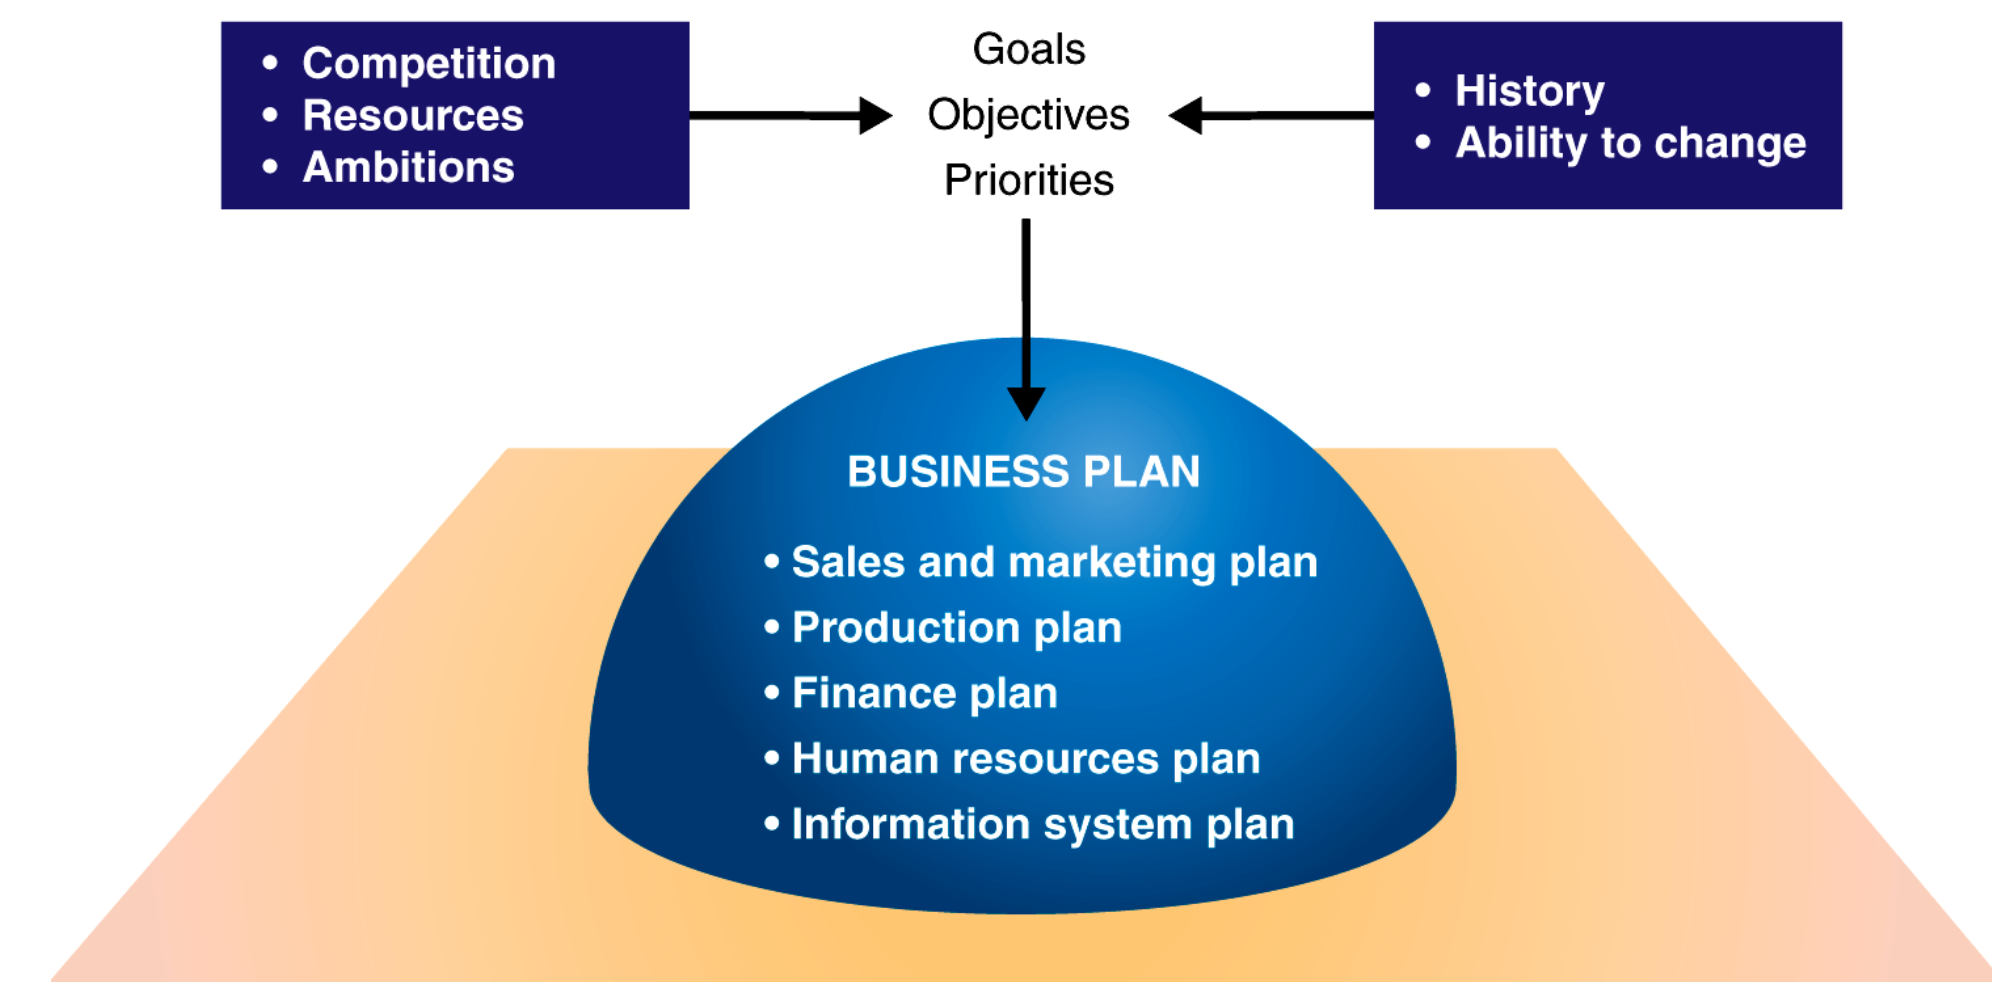 • Competition
• Resources
• Ambitions
Goals
Objectives
Priorities
• History
• Ability to change
BUSINESS PLAN
• Sales and marketing plan
• Production plan
• Finance plan
• Human resources plan
• Information system plan